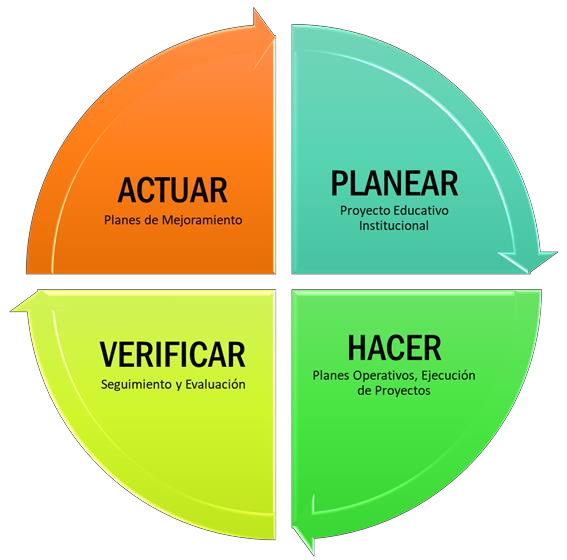 ACTUAR
Planes de Mejoramiento
PLANEAR
Proyecto Educativo
Institucional
VERIFICAR
Seguimiento y Evaluación
HACER
Planes Operativos, Ejecución
de Proyectos